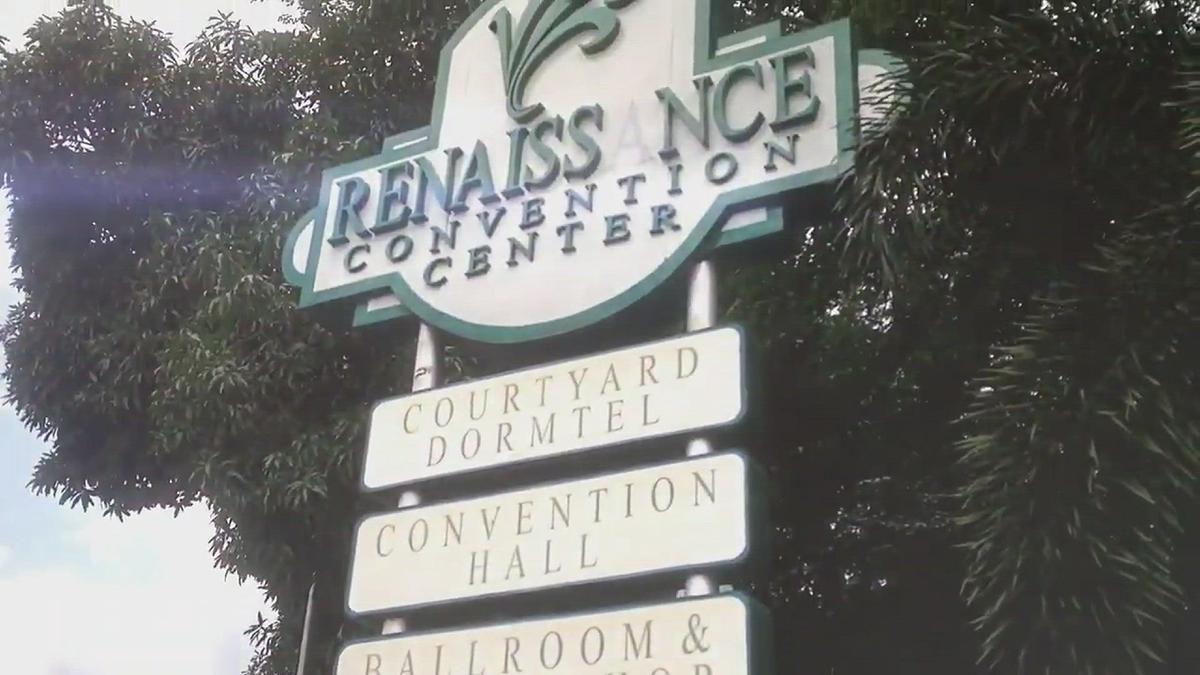 RENAISSANCE
CONVENTION
CENTER
COURTYARD
DORMTEL
CONVENTION
HALL
BALLROOM &